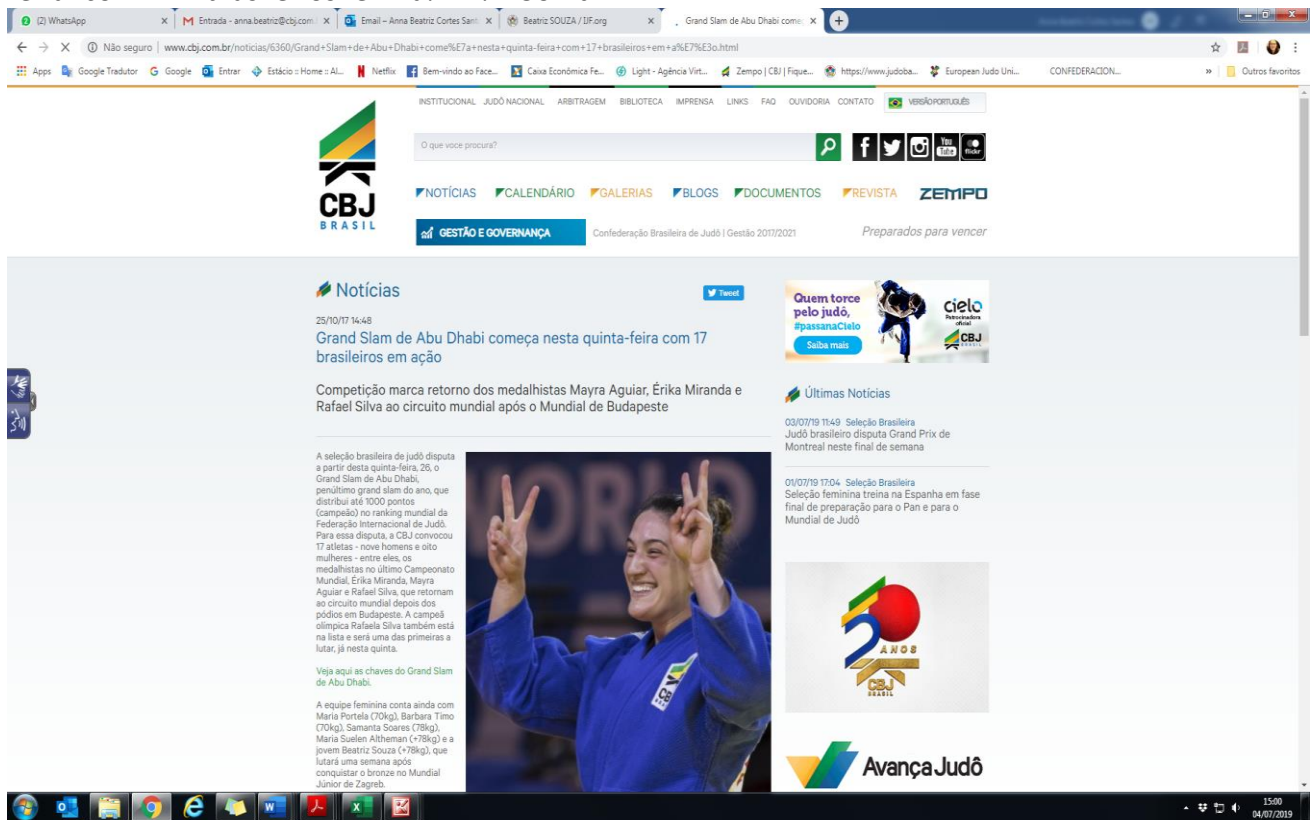 (2) WhatsApp
Entrada - anna.beatriz@cbj.com.
Email – Anna Beatriz Cortes Sant
Beatriz SOUZA / IJF.org
Grand Slam de Abu Dhabi come
Não seguro | www.cbj.com.br/noticias/6360/Grand+Slam+de+Abu+Dhabi+come%E7a+nesta+quinta-feira+com+17+brasileiros+em+a%E7%E3o.html
Apps Google Tradutor Google Entrar Estácio :: Home :: Al... Netflix Bem-vindo ao Face... Caixa Econômica Fe... Light - Agência Virt... Zempo | CBJ | Fique... https://www.judoba... European Judo Uni... CONFEDERACION... » Outros favoritos
INSTITUCIONAL JUDÔ NACIONAL ARBITRAGEM BIBLIOTECA IMPRENSA LINKS FAQ OUVIDORIA CONTATO VERSÃO PORTUGUÊS
O que voce procura?
You Tube
flickr
CBJ
BRASIL
NOTÍCIAS CALENDÁRIO GALERIAS BLOGS DOCUMENTOS REVISTA ZEMPO
GESTÃO E GOVERNANÇA Confederação Brasileira de Judô | Gestão 2017/2021 Preparados para vencer
Notícias
Tweet
25/10/17 14:48
Grand Slam de Abu Dhabi começa nesta quinta-feira com 17
brasileiros em ação
Competição marca retorno dos medalhistas Mayra Aguiar, Érika Miranda e
Rafael Silva ao circuito mundial após o Mundial de Budapeste
A seleção brasileira de judô disputa
a partir desta quinta-feira, 26, o
Grand Slam de Abu Dhabi,
penúltimo grand slam do ano, que
distribui até 1000 pontos
(campeão) no ranking mundial da
Federação Internacional de Judô.
Para essa disputa, a CBJ convocou
17 atletas - nove homens e oito
mulheres - entre eles, os
medalhistas no último Campeonato
Mundial, Érika Miranda, Mayra
Aguiar e Rafael Silva, que retornam
ao circuito mundial depois dos
pódios em Budapeste. A campeã
olímpica Rafaela Silva também está
na lista e será uma das primeiras a
lutar, já nesta quinta.
Veja aqui as chaves do Grand Slam
de Abu Dhabi.
A equipe feminina conta ainda com
Maria Portela (70kg), Barbara Timo
(70kg), Samanta Soares (78kg),
Maria Suelen Altheman (+78kg) e a
jovem Beatriz Souza (+78kg), que
lutará uma semana após
conquistar o bronze no Mundial
Júnior de Zagreb.
WORLD
Quem torce
pelo judô,
#passanaCielo
Saiba mais
cielo
Patrocinadora
oficial
CBJ
BRASIL
Últimas Notícias
03/07/19 11:49 Seleção Brasileira
Judô brasileiro disputa Grand Prix de
Montreal neste final de semana
01/07/19 17:04 Seleção Brasileira
Seleção feminina treina na Espanha em fase
final de preparação para o Pan e para o
Mundial de Judô
ANOS
CBJ
BRASIL
Avança Judô
15:00
04/07/2019